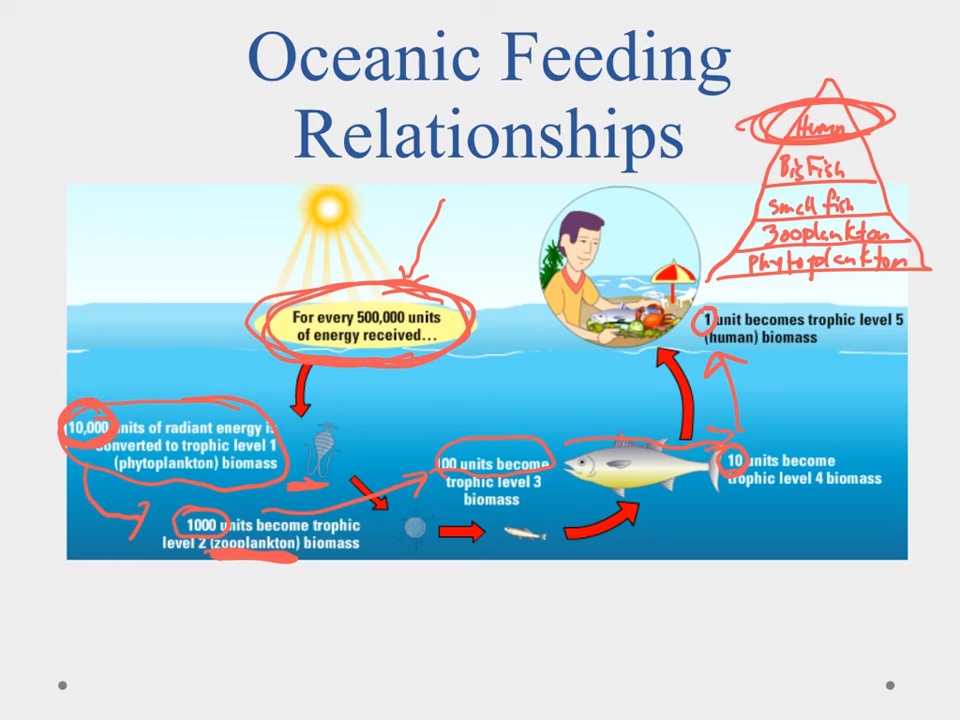 Oceanic Feeding
Relationships
Human
Big Fish
small fish
zooplankton
phytoplankton
For every 500,000 units
of energy received…
1 unit becomes trophic level 5
(human) biomass
10,000 units of radiant energy is
converted to trophic level 1
(phytoplankton) biomass
100 units become
trophic level 3
biomass
10 units become
trophic level 4 biomass
1000 units become trophic
level 2 (zooplankton) biomass